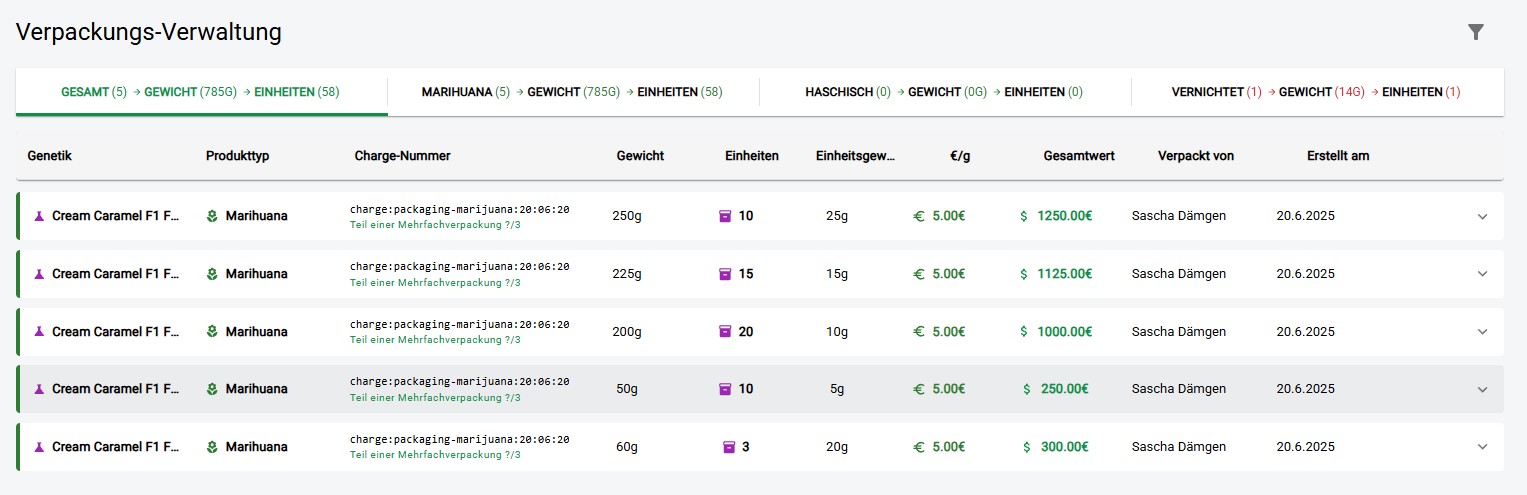 Verpackungs-Verwaltung
GESAMT (5) → GEWICHT (785G) → EINHEITEN (58)
MARIHUANA (5) → GEWICHT (785G) → EINHEITEN (58)
HASCHISCH (0) → GEWICHT (0G) → EINHEITEN (0)
VERNICHTET (1) → GEWICHT (14G) → EINHEITEN (1)
Genetik Produkttyp Charge-Nummer Gewicht Einheiten Einheitsgew... €/g Gesamtwert Verpackt von Erstellt am
Cream Caramel F1 F... Marihuana charge:packaging-marijuana:20:06:20 250g 10 25g € 5.00€ $ 1250.00€ Sascha Dämgen 20.6.2025
Teil einer Mehrfachverpackung ?/3
Cream Caramel F1 F... Marihuana charge:packaging-marijuana:20:06:20 225g 15 15g € 5.00€ $ 1125.00€ Sascha Dämgen 20.6.2025
Teil einer Mehrfachverpackung ?/3
Cream Caramel F1 F... Marihuana charge:packaging-marijuana:20:06:20 200g 20 10g € 5.00€ $ 1000.00€ Sascha Dämgen 20.6.2025
Teil einer Mehrfachverpackung ?/3
Cream Caramel F1 F... Marihuana charge:packaging-marijuana:20:06:20 50g 10 5g € 5.00€ $ 250.00€ Sascha Dämgen 20.6.2025
Teil einer Mehrfachverpackung ?/3
Cream Caramel F1 F... Marihuana charge:packaging-marijuana:20:06:20 60g 3 20g € 5.00€ $ 300.00€ Sascha Dämgen 20.6.2025
Teil einer Mehrfachverpackung ?/3